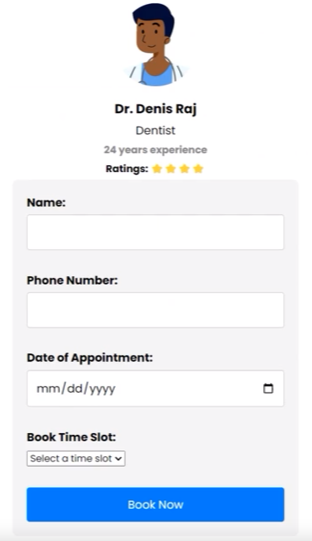 Dr. Denis Raj
Dentist
24 years experience
Ratings:
Name:
Phone Number:
Date of Appointment:
mm/dd/yyyy
Book Time Slot:
Select a time slot
Book Now